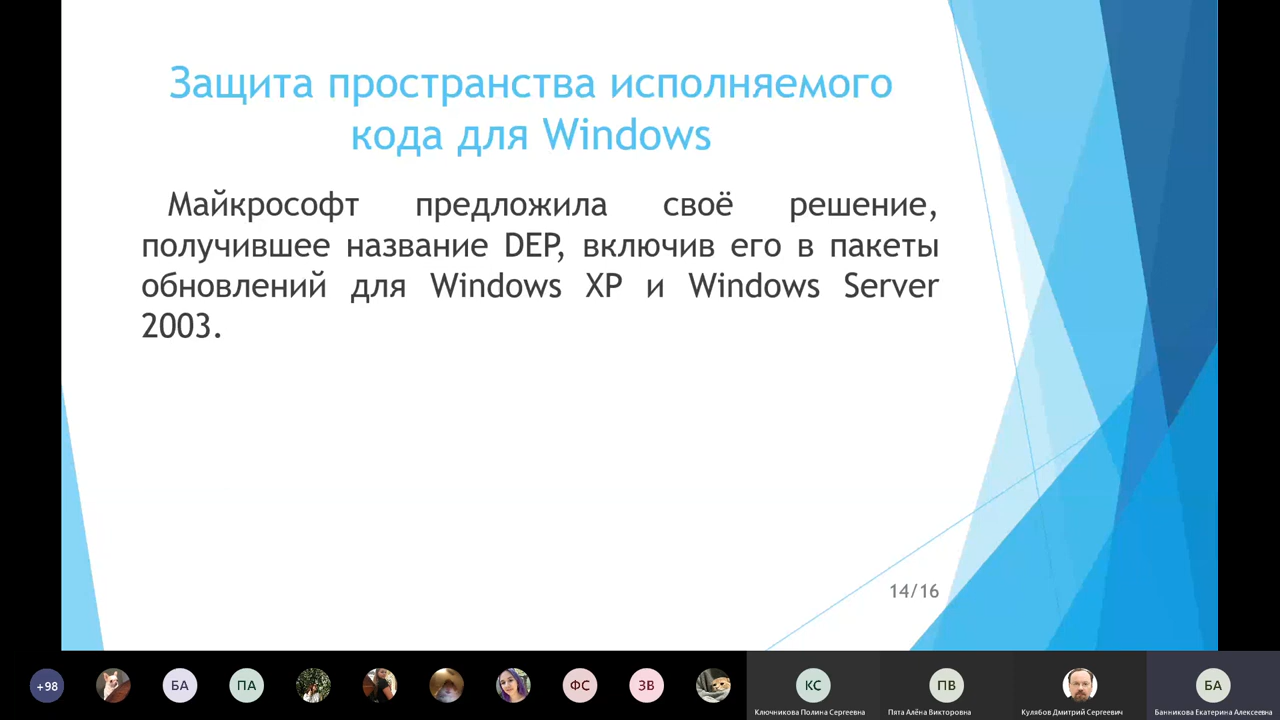 Защита пространства исполняемого
кода для Windows
Майкрософт предложила своё решение,
получившее название DEP, включив его в пакеты
обновлений для Windows XP и Windows Server
2003.
14/16
+98
БА
ПА
ФС
ЗВ
КС
ПВ
БА
Ключникова Полина Сергеевна
Пята Алёна Викторовна
Кулябов Дмитрий Сергеевич
Банникова Екатерина Алексеевна